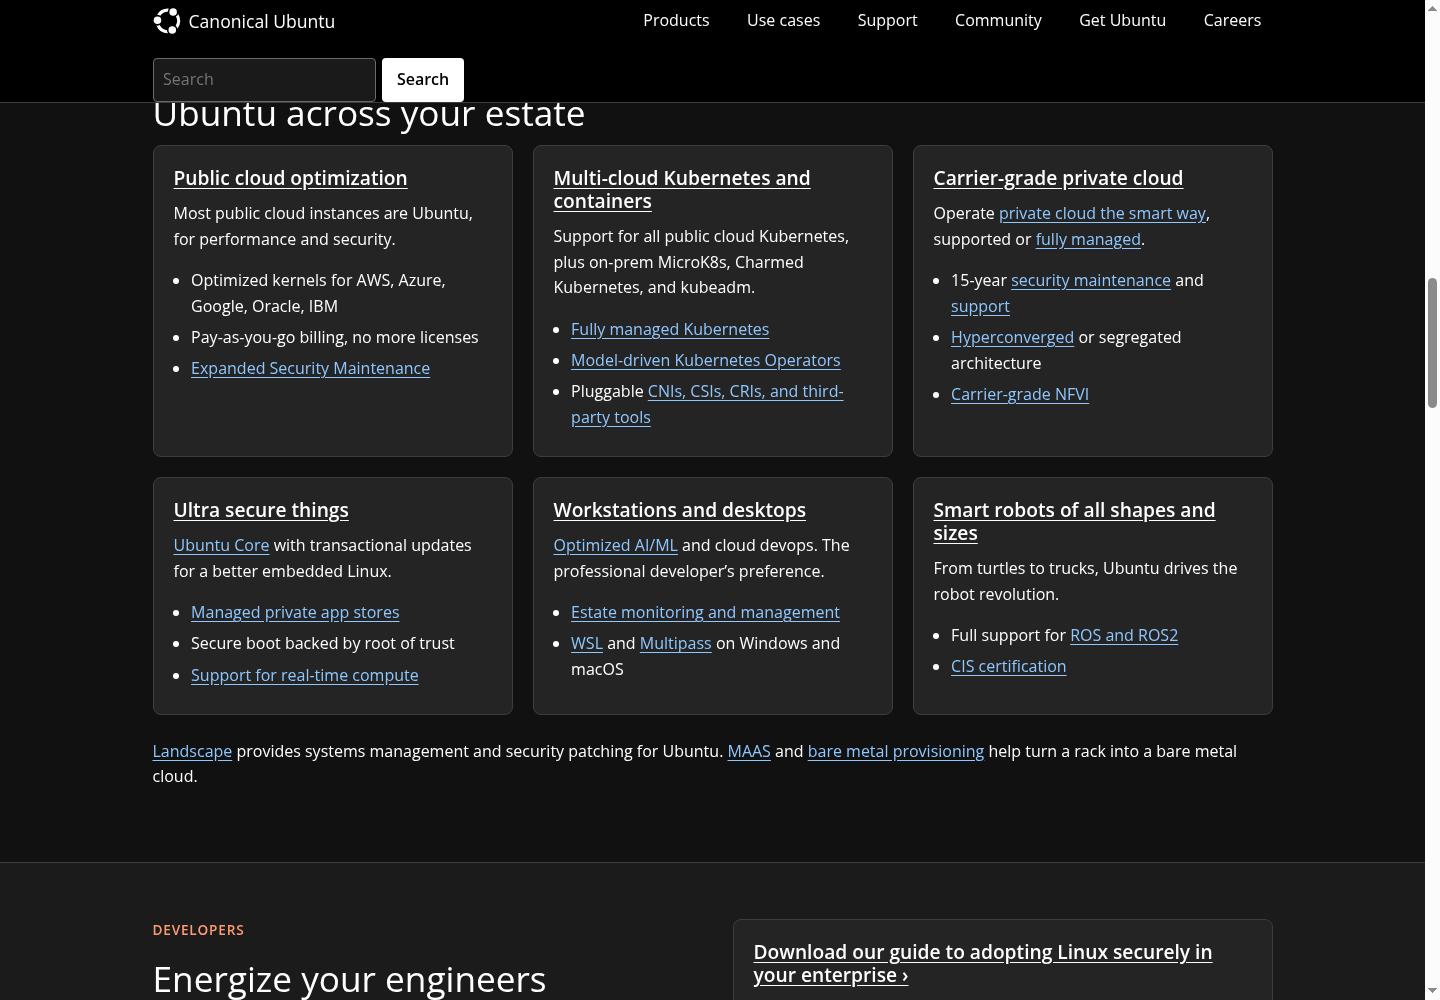 Canonical Ubuntu
Products
Use cases
Support
Community
Get Ubuntu
Careers
Search
Search
Ubuntu across your estate
Public cloud optimization
Most public cloud instances are Ubuntu,
for performance and security.
Optimized kernels for AWS, Azure,
Google, Oracle, IBM
Pay-as-you-go billing, no more licenses
Expanded Security Maintenance
Multi-cloud Kubernetes and
containers
Support for all public cloud Kubernetes,
plus on-prem MicroK8s, Charmed
Kubernetes, and kubeadm.
Fully managed Kubernetes
Model-driven Kubernetes Operators
Pluggable CNIs, CSIs, CRIs, and third-
party tools
Carrier-grade private cloud
Operate private cloud the smart way,
supported or fully managed.
15-year security maintenance and
support
Hyperconverged or segregated
architecture
Carrier-grade NFVI
Ultra secure things
Ubuntu Core with transactional updates
for a better embedded Linux.
Managed private app stores
Secure boot backed by root of trust
Support for real-time compute
Workstations and desktops
Optimized AI/ML and cloud devops. The
professional developer’s preference.
Estate monitoring and management
WSL and Multipass on Windows and
macOS
Smart robots of all shapes and
sizes
From turtles to trucks, Ubuntu drives the
robot revolution.
Full support for ROS and ROS2
CIS certification
Landscape provides systems management and security patching for Ubuntu. MAAS and bare metal provisioning help turn a rack into a bare metal
cloud.
DEVELOPERS
Energize your engineers
Download our guide to adopting Linux securely in
your enterprise ›